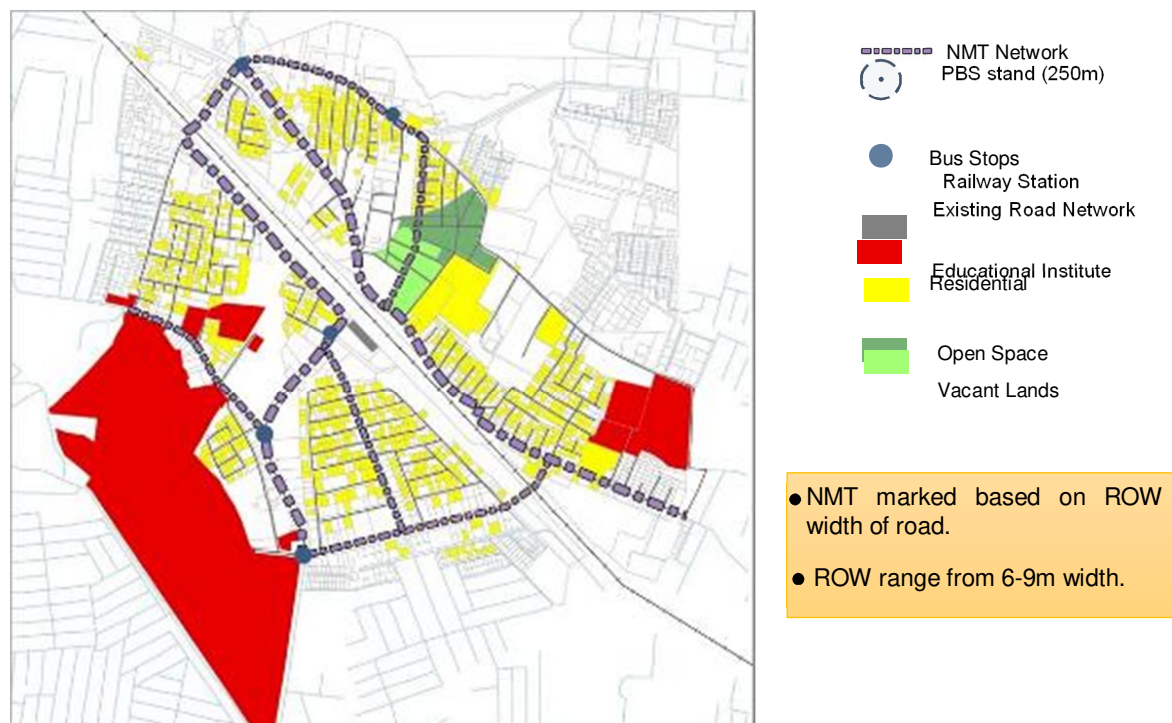 NMT Network
PBS stand (250m)
Bus Stops
Railway Station
Existing Road Network
Educational Institute
Residential
Open Space
Vacant Lands
● NMT marked based on ROW
width of road.
● ROW range from 6-9m width.